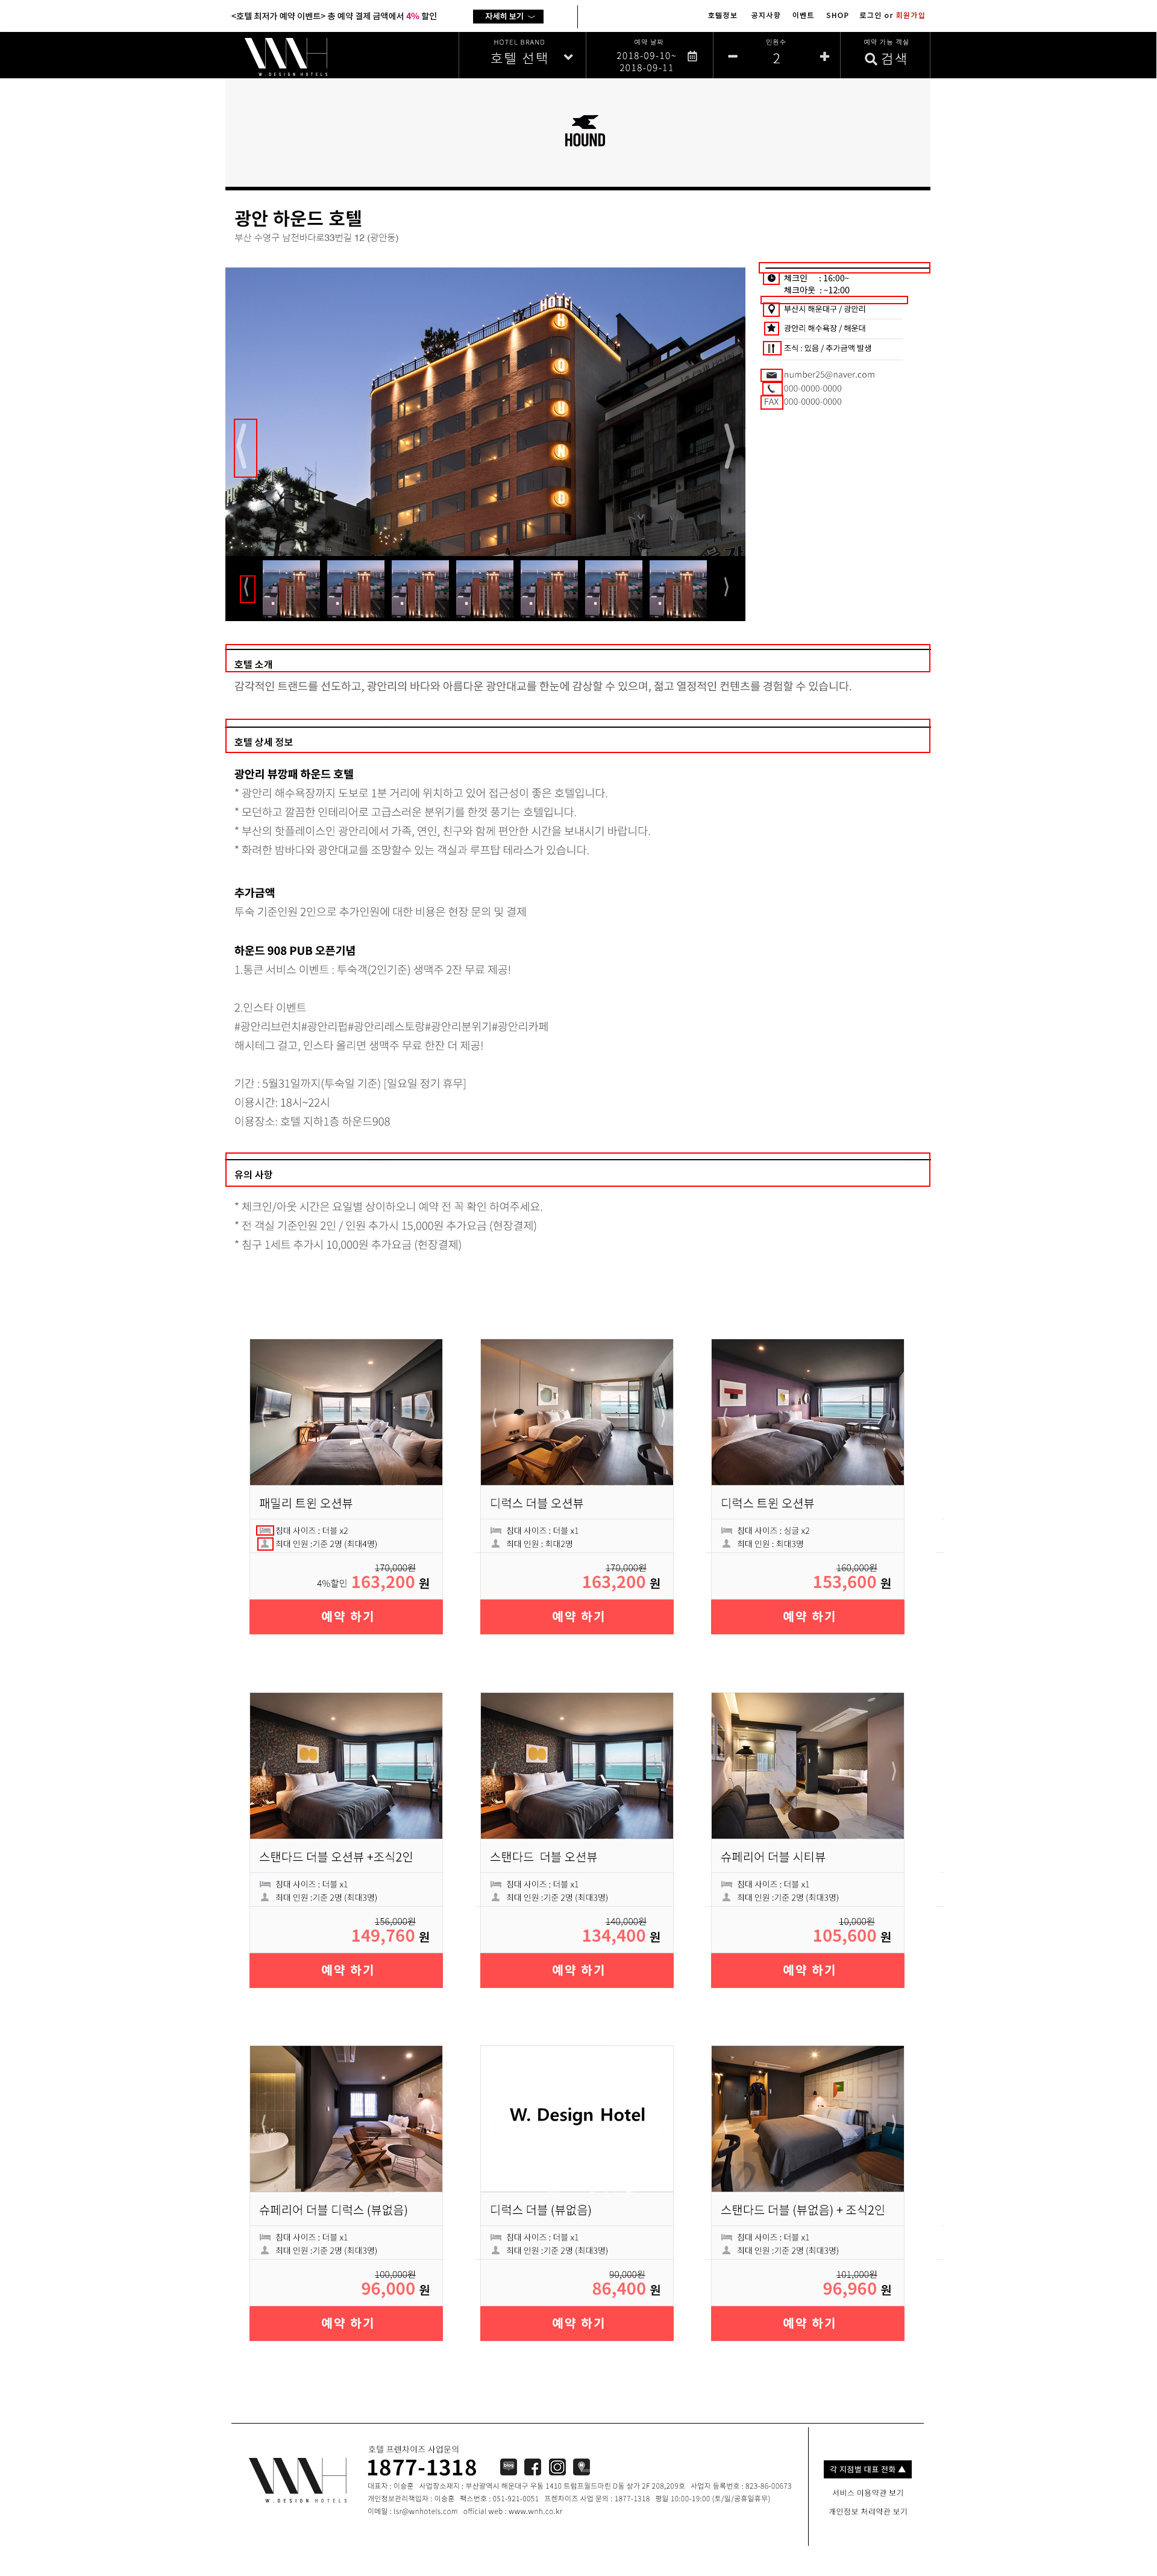 <호텔 최저가 예약 이벤트> 총 예약 결제 금액에서 4% 할인
자세히 보기
호텔정보 공지사항 이벤트 SHOP 로그인 or 회원가입
WNH
W. DESIGN HOTELS
HOTEL BRAND
호텔 선택
예약 날짜
2018-09-10~
2018-09-11
인원수
2
예약 가능 객실
검색
HOUND
광안 하운드 호텔
부산 수영구 남천바다로33번길 12 (광안동)
HOTEL
HOUND
체크인 : 16:00~
체크아웃 : ~12:00
부산시 해운대구 / 광안리
광안리 해수욕장 / 해운대
조식 : 있음 / 추가금액 발생
number25@naver.com
000-0000-0000
FAX 000-0000-0000
호텔 소개
감각적인 트랜드를 선도하고, 광안리의 바다와 아름다운 광안대교를 한눈에 감상할 수 있으며, 젊고 열정적인 컨텐츠를 경험할 수 있습니다.
호텔 상세 정보
광안리 뷰깡패 하운드 호텔
* 광안리 해수욕장까지 도보로 1분 거리에 위치하고 있어 접근성이 좋은 호텔입니다.
* 모던하고 깔끔한 인테리어로 고급스러운 분위기를 한껏 풍기는 호텔입니다.
* 부산의 핫플레이스인 광안리에서 가족, 연인, 친구와 함께 편안한 시간을 보내시기 바랍니다.
* 화려한 밤바다와 광안대교를 조망할수 있는 객실과 루프탑 테라스가 있습니다.
추가금액
투숙 기준인원 2인으로 추가인원에 대한 비용은 현장 문의 및 결제
하운드 908 PUB 오픈기념
1.통큰 서비스 이벤트 : 투숙객(2인기준) 생맥주 2잔 무료 제공!
2.인스타 이벤트
#광안리브런치#광안리펍#광안리레스토랑#광안리분위기#광안리카페
해시테그 걸고, 인스타 올리면 생맥주 무료 한잔 더 제공!
기간 : 5월31일까지(투숙일 기준) [일요일 정기 휴무]
이용시간: 18시~22시
이용장소: 호텔 지하1층 하운드908
유의 사항
* 체크인/아웃 시간은 요일별 상이하오니 예약 전 꼭 확인 하여주세요.
* 전 객실 기준인원 2인 / 인원 추가시 15,000원 추가요금 (현장결제)
* 침구 1세트 추가시 10,000원 추가요금 (현장결제)
패밀리 트윈 오션뷰
침대 사이즈 : 더블 x2
최대 인원 :기준 2명 (최대4명)
170,000원
4%할인 163,200 원
예약 하기
디럭스 더블 오션뷰
침대 사이즈 : 더블 x1
최대 인원 : 최대2명
170,000원
163,200 원
예약 하기
디럭스 트윈 오션뷰
침대 사이즈 : 싱글 x2
최대 인원 : 최대3명
160,000원
153,600 원
예약 하기
스탠다드 더블 오션뷰 +조식2인
침대 사이즈 : 더블 x1
최대 인원 :기준 2명 (최대3명)
156,000원
149,760 원
예약 하기
스탠다드 더블 오션뷰
침대 사이즈 : 더블 x1
최대 인원 :기준 2명 (최대3명)
140,000원
134,400 원
예약 하기
슈페리어 더블 시티뷰
침대 사이즈 : 더블 x1
최대 인원 :기준 2명 (최대3명)
10,000원
105,600 원
예약 하기
슈페리어 더블 디럭스 (뷰없음)
침대 사이즈 : 더블 x1
최대 인원 :기준 2명 (최대3명)
100,000원
96,000 원
예약 하기
W. Design Hotel
디럭스 더블 (뷰없음)
침대 사이즈 : 더블 x1
최대 인원 :기준 2명 (최대3명)
90,000원
86,400 원
예약 하기
스탠다드 더블 (뷰없음) + 조식2인
침대 사이즈 : 더블 x1
최대 인원 :기준 2명 (최대3명)
101,000원
96,960 원
예약 하기
WNH
W. DESIGN HOTELS
호텔 프렌차이즈 사업문의
1877-1318
blog
대표자 : 이승훈 사업장소재지 : 부산광역시 해운대구 우동 1410 트럼프월드마린 D동 상가 2F 208,209호 사업자 등록번호 : 823-86-00673
개인정보관리책임자 : 이승훈 팩스번호 : 051-921-0051 프렌차이즈 사업 문의 : 1877-1318 평일 10:00-19:00 (토/일/공휴일휴무)
이메일 : lsr@wnhotels.com official web : www.wnh.co.kr
각 지점별 대표 전화 ▲
서비스 이용약관 보기
개인정보 처리약관 보기